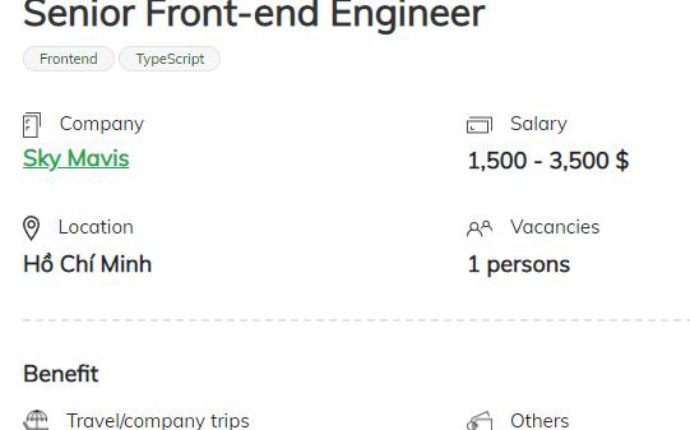 Senior Front-end Engineer
Frontend TypeScript
Company Salary
Sky Mavis 1,500 - 3,500 $
Location Vacancies
Hồ Chí Minh 1 persons
Benefit
Travel/company trips Others